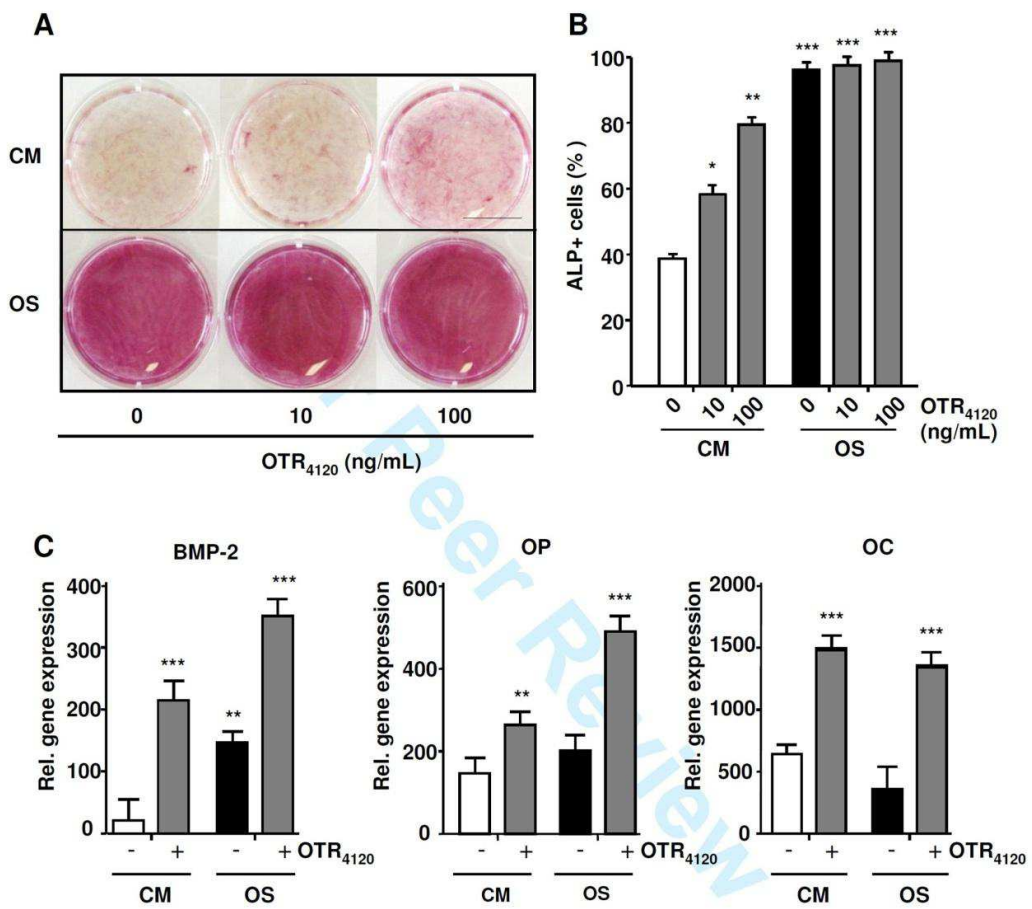 A
CM
OS
0 10 100
OTR4120 (ng/mL)
B
ALP+ cells (%)
100
80
60
40
20
0
* ** *** *** ***
0 10 100 0 10 100
OTR4120
(ng/mL)
CM OS
C
BMP-2
Rel. gene expression
400
300
200
100
0
*** ** ***
- + - + OTR4120
CM OS
OP
Rel. gene expression
600
400
200
0
** ***
- + - + OTR4120
CM OS
OC
Rel. gene expression
2000
1500
1000
500
0
*** ***
- + - + OTR4120
CM OS
Peer Review